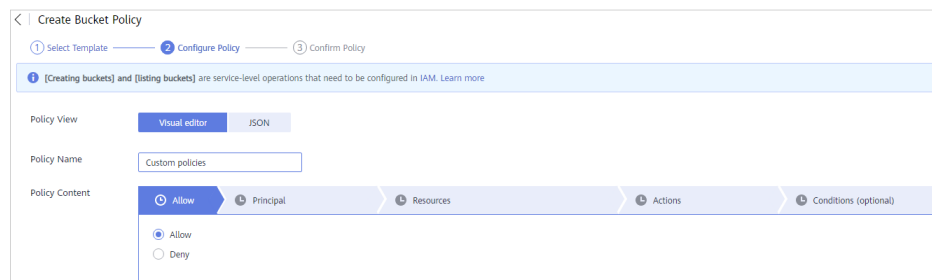 Create Bucket Policy
1 Select Template 2 Configure Policy 3 Confirm Policy
[Creating buckets] and [listing buckets] are service-level operations that need to be configured in IAM. Learn more
Policy View Visual editor JSON
Policy Name Custom policies
Policy Content Allow Principal Resources Actions Conditions (optional)
Allow
Deny